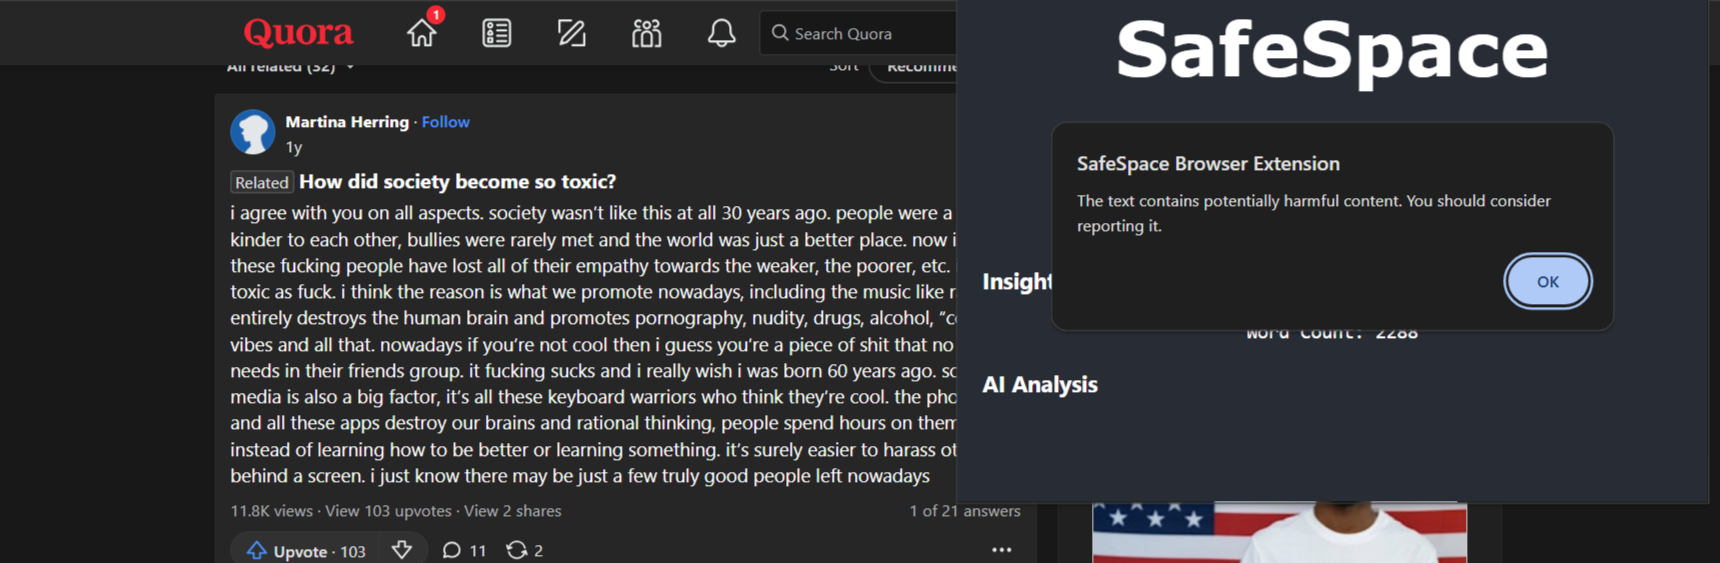 Quora
1
Search Quora
All related (32)
Sort
Martina Herring · Follow
1y
Related How did society become so toxic?
i agree with you on all aspects. society wasn't like this at all 30 years ago. people were a
kinder to each other, bullies were rarely met and the world was just a better place. now
these fucking people have lost all of their empathy towards the weaker, the poorer, etc.
toxic as fuck. i think the reason is what we promote nowadays, including the music like
entirely destroys the human brain and promotes pornography, nudity, drugs, alcohol,
vibes and all that. nowadays if you're not cool then i guess you're a piece of shit that no
needs in their friends group. it fucking sucks and i really wish i was born 60 years ago.
media is also a big factor, it's all these keyboard warriors who think they're cool. the
and all these apps destroy our brains and rational thinking, people spend hours on them
instead of learning how to be better or learning something. it's surely easier to harass
behind a screen. i just know there may be just a few truly good people left nowadays
11.8K views · View 103 upvotes · View 2 shares
1 of 21 answers
Upvote · 103
11
2
SafeSpace
SafeSpace Browser Extension
The text contains potentially harmful content. You should consider
reporting it.
OK
Insight
Word Count: 2288
AI Analysis